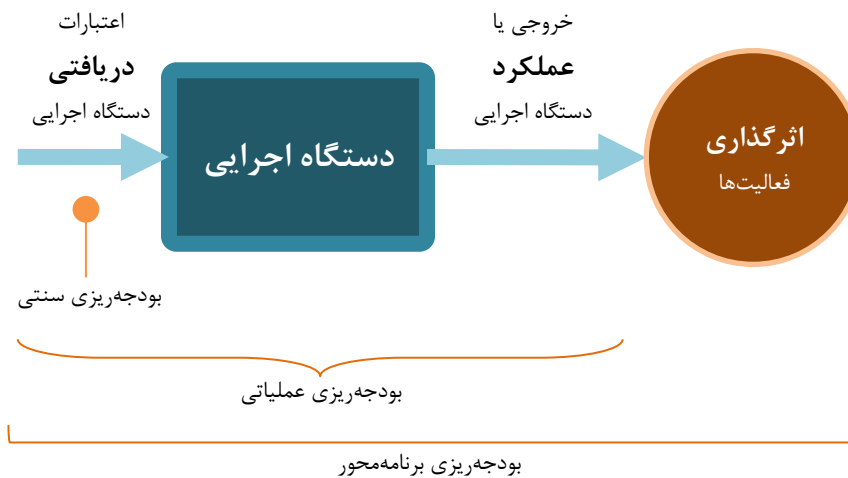 اعتبارات
دریافتی
دستگاه اجرایی
خروجی یا
عملکرد
دستگاه اجرایی
دستگاه اجرایی
اثرگذاری
فعالیت‌ها
بودجه‌ریزی سنتی
بودجه‌ریزی عملیاتی
بودجه‌ریزی برنامه‌محور